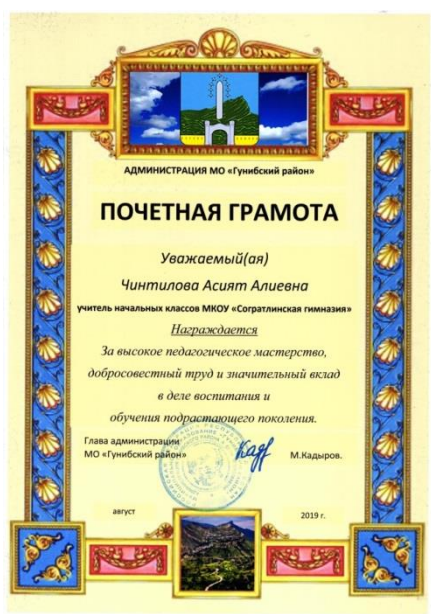 АДМИНИСТРАЦИЯ МО «Гунибский район»
ПОЧЕТНАЯ ГРАМОТА
Уважаемый(ая)
Чинтилова Асият Алиевна
учитель начальных классов МКОУ «Согратлинская гимназия»
Награждается
За высокое педагогическое мастерство,
добросовестный труд и значительный вклад
в деле воспитания и
обучения подрастающего поколения.
Глава администрации
МО «Гунибский район»
М.Кадыров.
август
2019 г.